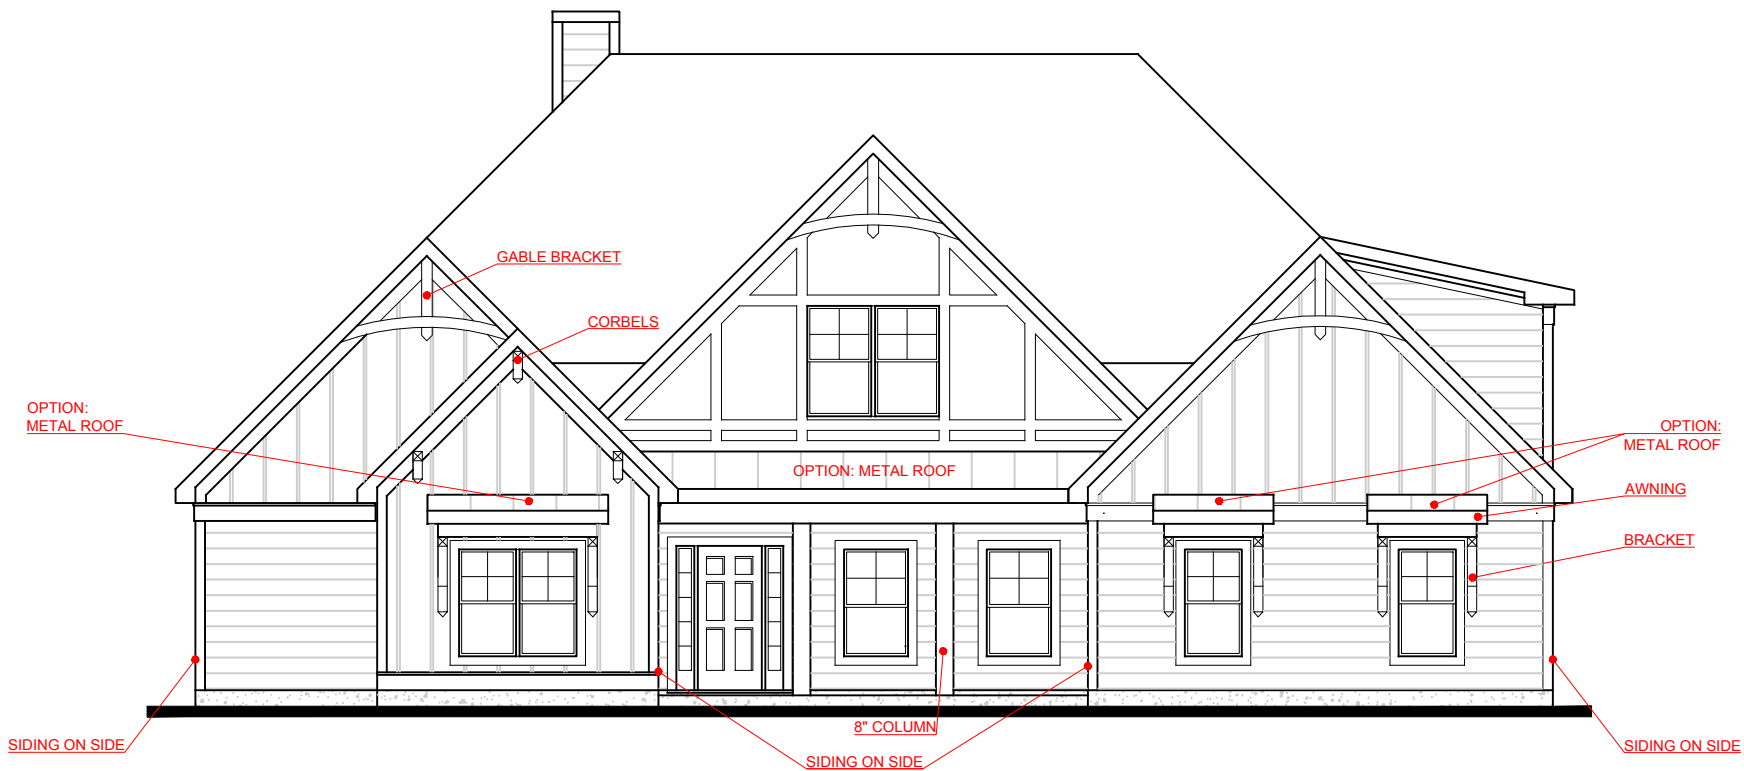 GABLE BRACKET
CORBELS
OPTION:
METAL ROOF
OPTION: METAL ROOF
OPTION:
METAL ROOF
AWNING
BRACKET
8" COLUMN
SIDING ON SIDE
SIDING ON SIDE
SIDING ON SIDE